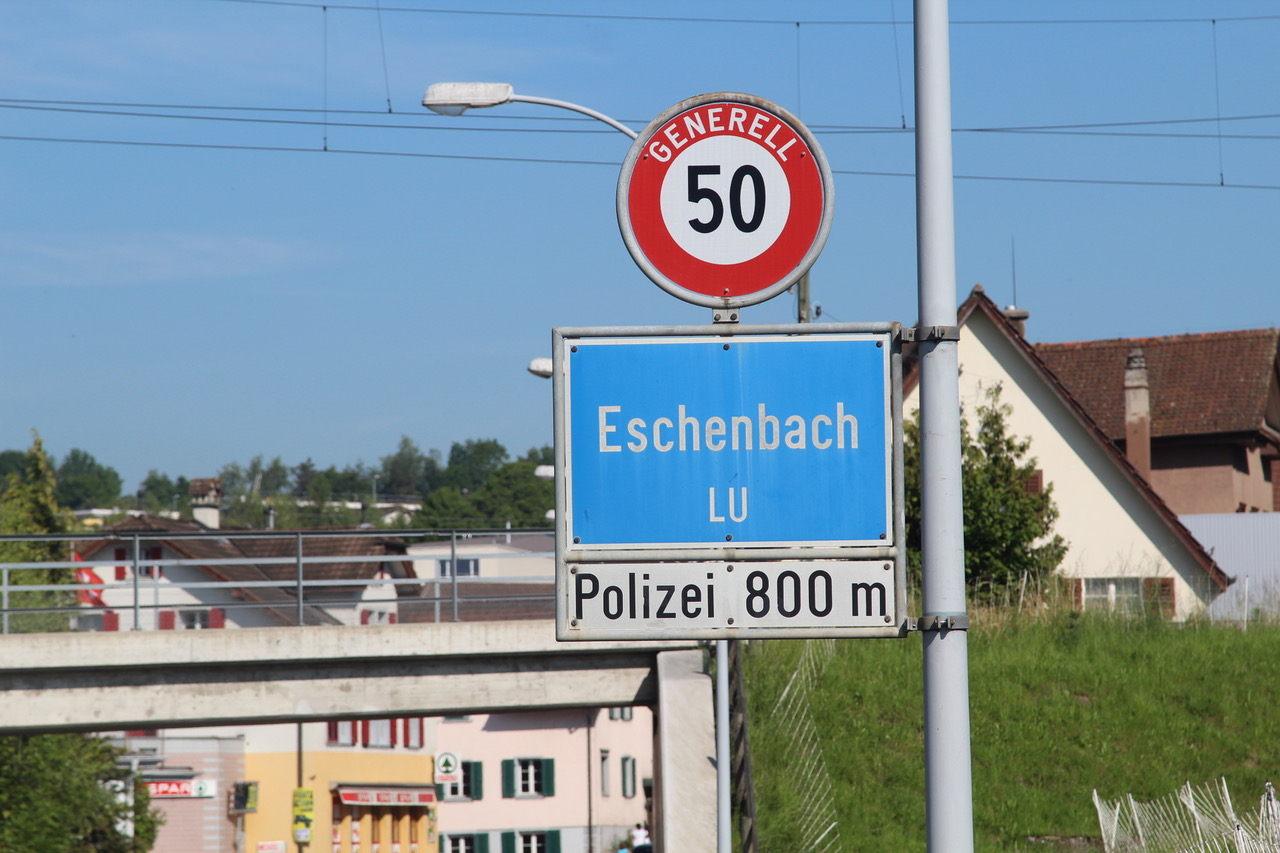 GENERELL
50
Eschenbach
LU
Polizei 800 m
SPAR